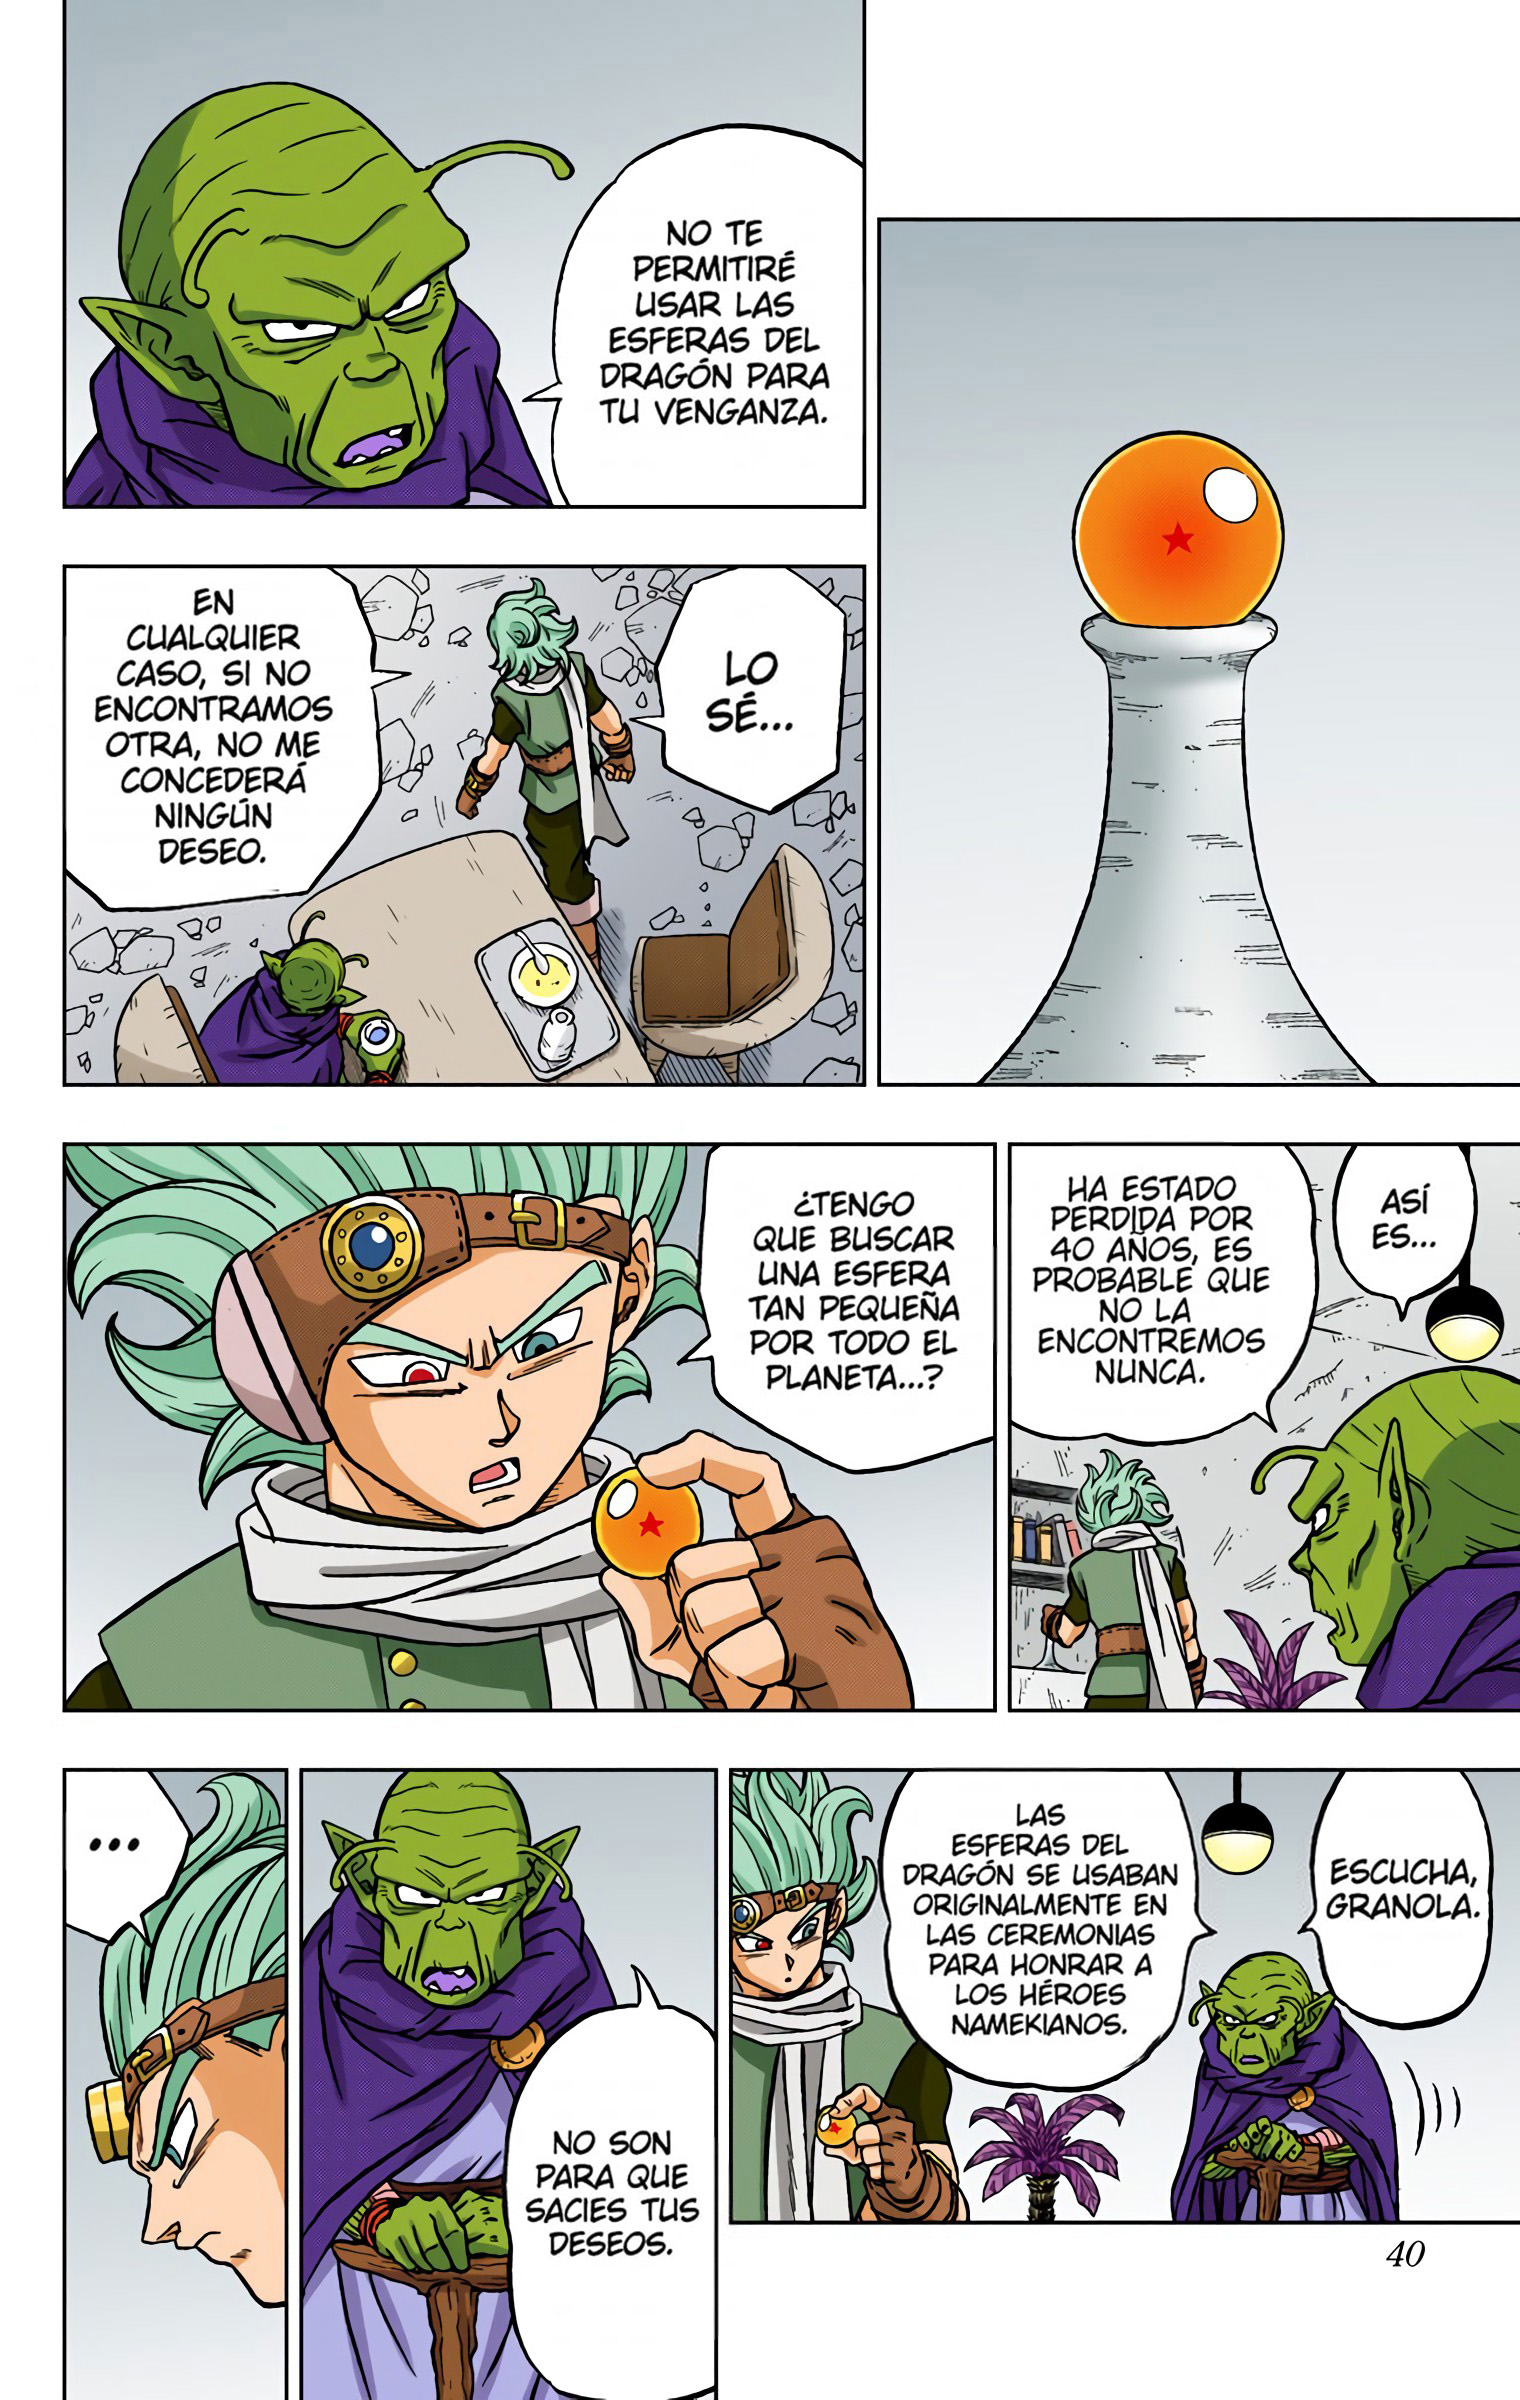 NO TE
PERMITIRÉ
USAR LAS
ESFERAS DEL
DRAGÓN PARA
TU VENGANZA.
LO
SÉ...
EN
CUALQUIER
CASO, SI NO
ENCONTRAMOS
OTRA, NO ME
CONCEDERÁ
NINGÚN
DESEO.
ASÍ
ES...
HA ESTADO
PERDIDA POR
40 AÑOS, ES
PROBABLE QUE
NO LA
ENCONTREMOS
NUNCA.
¿TENGO
QUE BUSCAR
UNA ESFERA
TAN PEQUEÑA
POR TODO EL
PLANETA...?
ESCUCHA,
GRANOLA.
LAS
ESFERAS DEL
DRAGÓN SE USABAN
ORIGINALMENTE EN
LAS CEREMONIAS
PARA HONRAR A
LOS HÉROES
NAMEKIANOS.
NO SON
PARA QUE
SACIES TUS
DESEOS.
...
40